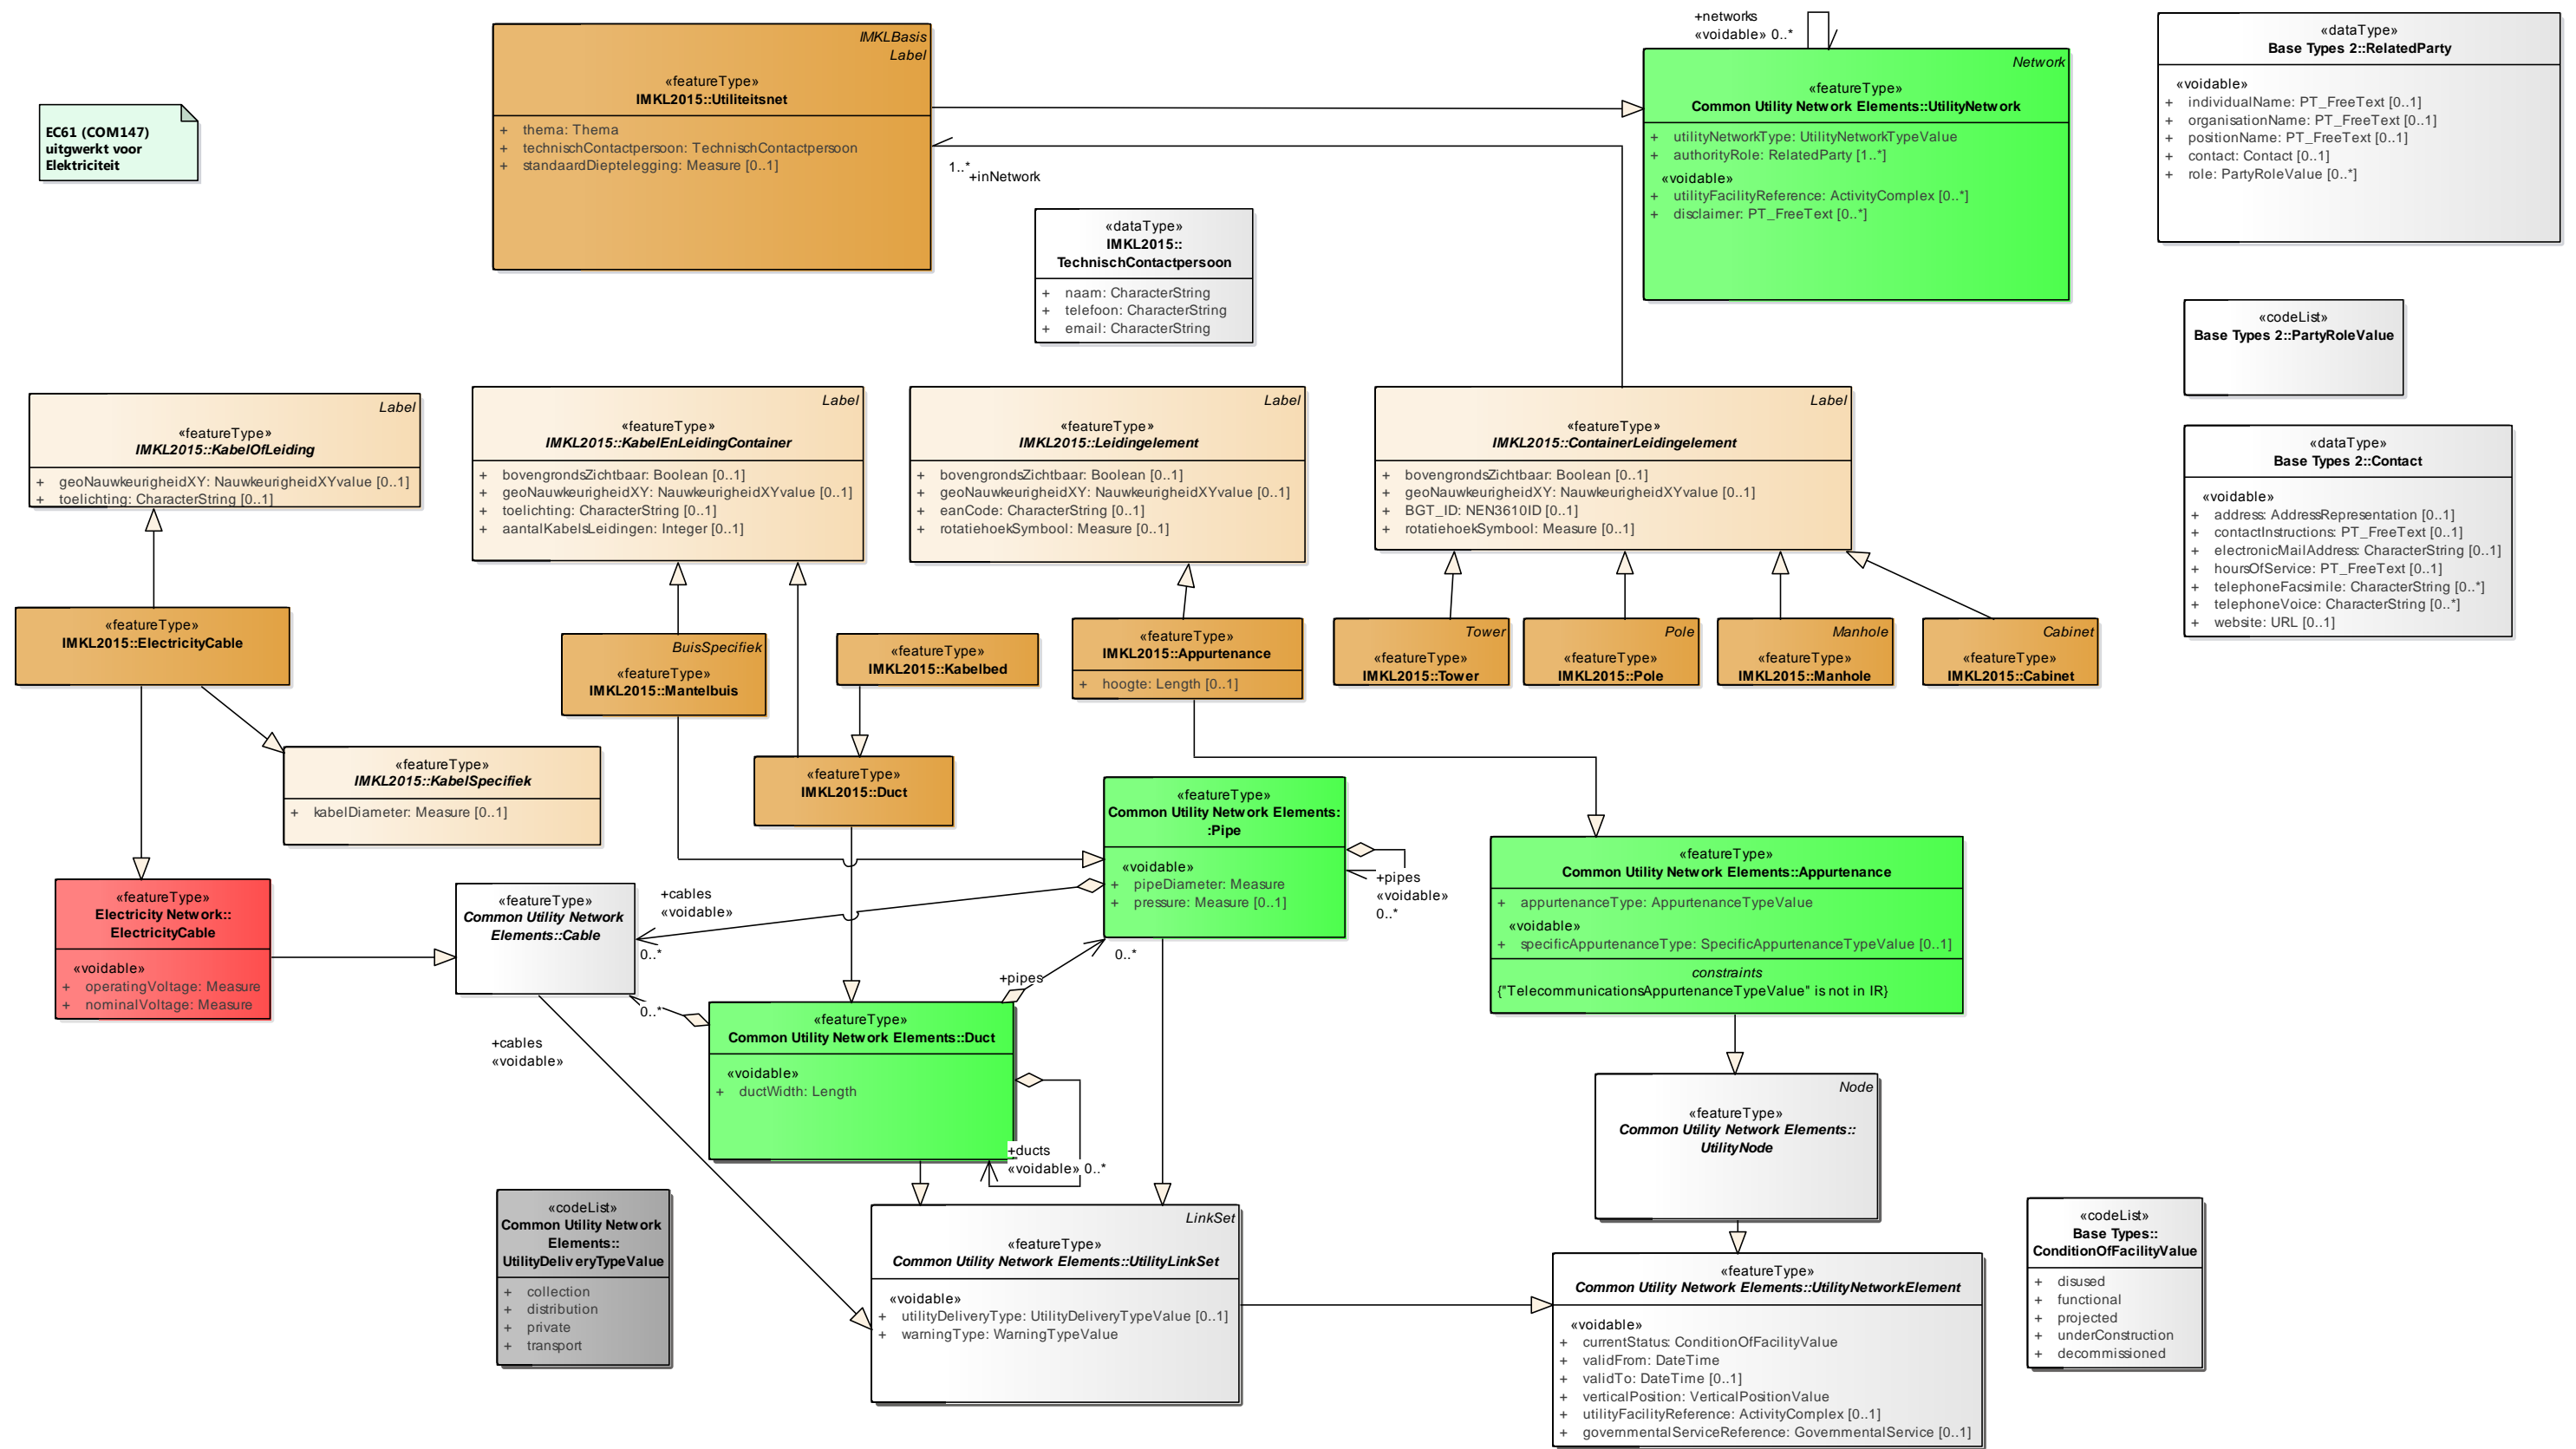 EC61 (COM147)
uitgwerkt voor
Elektriciteit
IMKLBasis
Label
«featureType»
IMKL2015::Utiliteitsnet
+ thema: Thema
+ technischContactpersoon: TechnischContactpersoon
+ standaardDieptelegging: Measure [0..1]
1..*
+inNetwork
+networks
«voidable» 0..*
Network
«featureType»
Common Utility Network Elements::UtilityNetwork
+ utilityNetworkType: UtilityNetworkTypeValue
+ authorityRole: RelatedParty [1..*]
«voidable»
+ utilityFacilityReference: ActivityComplex [0..*]
+ disclaimer: PT_FreeText [0..*]
«dataType»
Base Types 2::RelatedParty
«voidable»
+ individualName: PT_FreeText [0..1]
+ organisationName: PT_FreeText [0..1]
+ positionName: PT_FreeText [0..1]
+ contact: Contact [0..1]
+ role: PartyRoleValue [0..*]
«dataType»
IMKL2015::
TechnischContactpersoon
+ naam: CharacterString
+ telefoon: CharacterString
+ email: CharacterString
«codeList»
Base Types 2::PartyRoleValue
Label
«featureType»
IMKL2015::KabelOfLeiding
+ geoNauwkeurigheidXY: NauwkeurigheidXYvalue [0..1]
+ toelichting: CharacterString [0..1]
Label
«featureType»
IMKL2015::KabelEnLeidingContainer
+ bovengrondsZichtbaar: Boolean [0..1]
+ geoNauwkeurigheidXY: NauwkeurigheidXYvalue [0..1]
+ toelichting: CharacterString [0..1]
+ aantalKabelsLeidingen: Integer [0..1]
Label
«featureType»
IMKL2015::Leidingelement
+ bovengrondsZichtbaar: Boolean [0..1]
+ geoNauwkeurigheidXY: NauwkeurigheidXYvalue [0..1]
+ eanCode: CharacterString [0..1]
+ rotatiehoekSymbool: Measure [0..1]
Label
«featureType»
IMKL2015::ContainerLeidingelement
+ bovengrondsZichtbaar: Boolean [0..1]
+ geoNauwkeurigheidXY: NauwkeurigheidXYvalue [0..1]
+ BGT_ID: NEN3610ID [0..1]
+ rotatiehoekSymbool: Measure [0..1]
«dataType»
Base Types 2::Contact
«voidable»
+ address: AddressRepresentation [0..1]
+ contactInstructions: PT_FreeText [0..1]
+ electronicMailAddress: CharacterString [0..1]
+ hoursOfService: PT_FreeText [0..1]
+ telephoneFacsimile: CharacterString [0..*]
+ telephoneVoice: CharacterString [0..*]
+ website: URL [0..1]
«featureType»
IMKL2015::ElectricityCable
BuisSpecifiek
«featureType»
IMKL2015::Mantelbuis
«featureType»
IMKL2015::Kabelbed
«featureType»
IMKL2015::Appurtenance
+ hoogte: Length [0..1]
Tower
«featureType»
IMKL2015::Tower
Pole
«featureType»
IMKL2015::Pole
Manhole
«featureType»
IMKL2015::Manhole
Cabinet
«featureType»
IMKL2015::Cabinet
«featureType»
IMKL2015::KabelSpecifiek
+ kabelDiameter: Measure [0..1]
«featureType»
IMKL2015::Duct
«featureType»
Common Utility Network Elements:
:Pipe
«voidable»
+ pipeDiameter: Measure
+ pressure: Measure [0..1]
+pipes
«voidable»
0..*
«featureType»
Common Utility Network Elements::Appurtenance
+ appurtenanceType: AppurtenanceTypeValue
«voidable»
+ specificAppurtenanceType: SpecificAppurtenanceTypeValue [0..1]
constraints
{"TelecommunicationsAppurtenanceTypeValue" is not in IR}
«featureType»
Electricity Network::
ElectricityCable
«voidable»
+ operatingVoltage: Measure
+ nominalVoltage: Measure
«featureType»
Common Utility Network
Elements::Cable
+cables
«voidable»
0..*
0..*
+pipes
0..*
+cables
«voidable»
«featureType»
Common Utility Network Elements::Duct
«voidable»
+ ductWidth: Length
+ducts
«voidable» 0..*
Node
«featureType»
Common Utility Network Elements::
UtilityNode
«codeList»
Common Utility Network
Elements::
UtilityDeliveryTypeValue
+ collection
+ distribution
+ private
+ transport
LinkSet
«featureType»
Common Utility Network Elements::UtilityLinkSet
«voidable»
+ utilityDeliveryType: UtilityDeliveryTypeValue [0..1]
+ warningType: WarningTypeValue
«featureType»
Common Utility Network Elements::UtilityNetworkElement
«voidable»
+ currentStatus: ConditionOfFacilityValue
+ validFrom: DateTime
+ validTo: DateTime [0..1]
+ verticalPosition: VerticalPositionValue
+ utilityFacilityReference: ActivityComplex [0..1]
+ governmentalServiceReference: GovernmentalService [0..1]
«codeList»
Base Types::
ConditionOfFacilityValue
+ disused
+ functional
+ projected
+ underConstruction
+ decommissioned